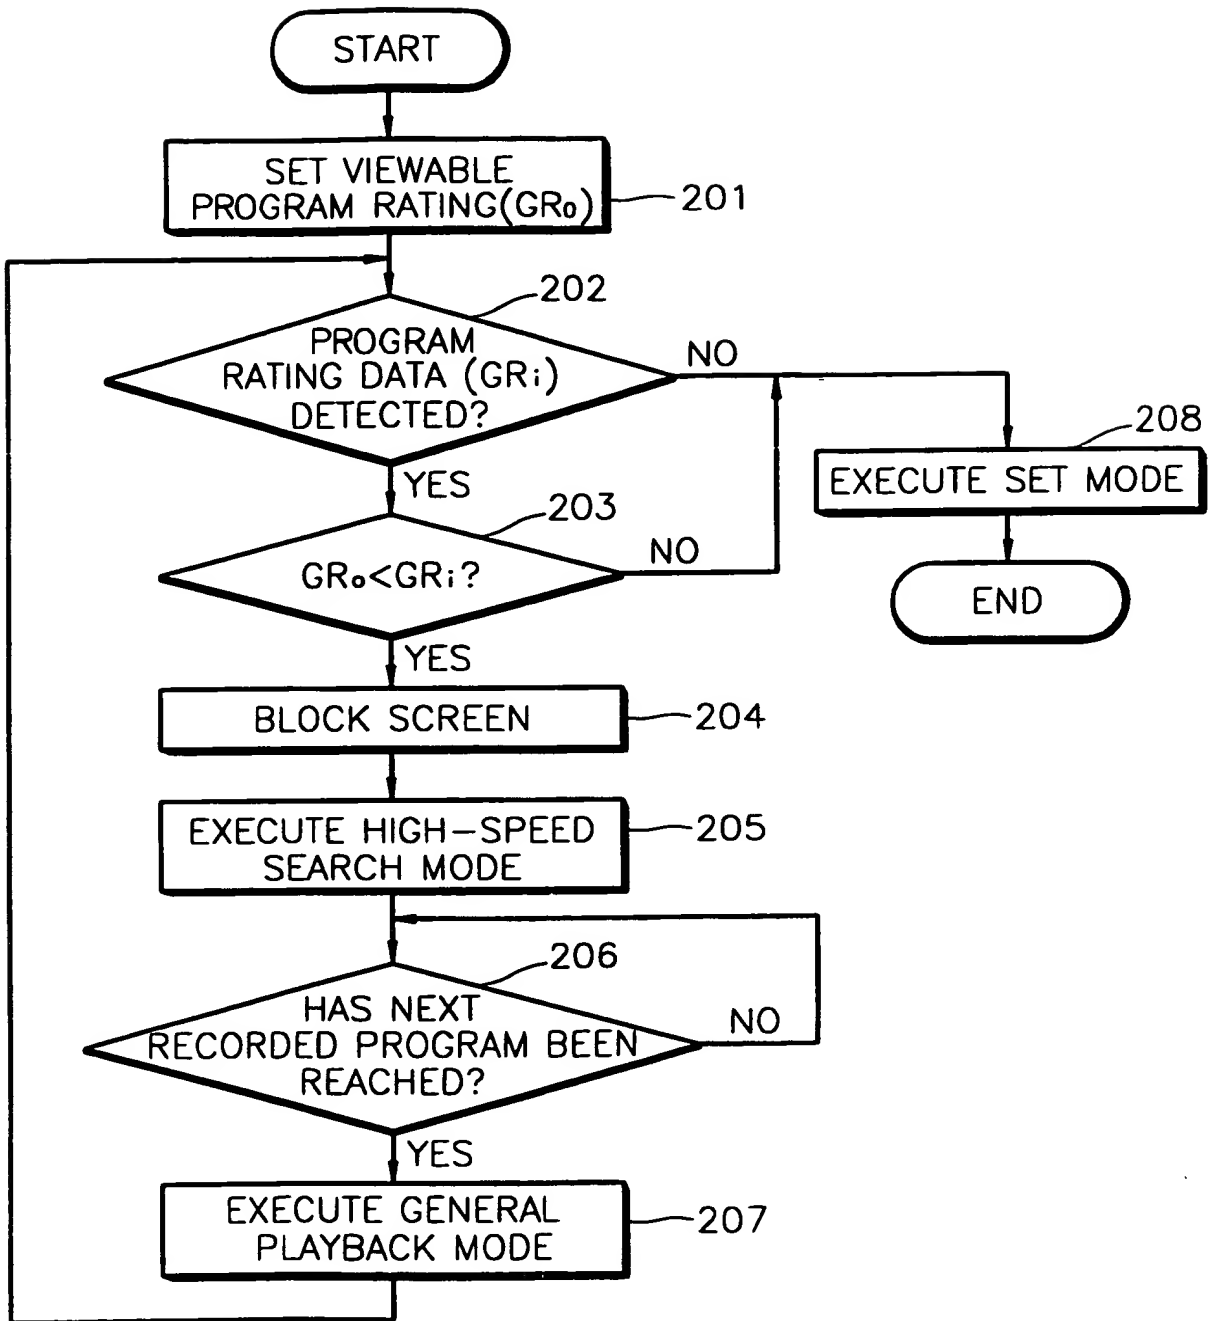 START
SET VIEWABLE
PROGRAM RATING(GRo)
201
202
PROGRAM
RATING DATA (GRi)
DETECTED?
NO
YES
203
GRo<GRi?
NO
YES
208
EXECUTE SET MODE
END
BLOCK SCREEN
204
EXECUTE HIGH-SPEED
SEARCH MODE
205
206
HAS NEXT
RECORDED PROGRAM BEEN
REACHED?
NO
YES
EXECUTE GENERAL
PLAYBACK MODE
207